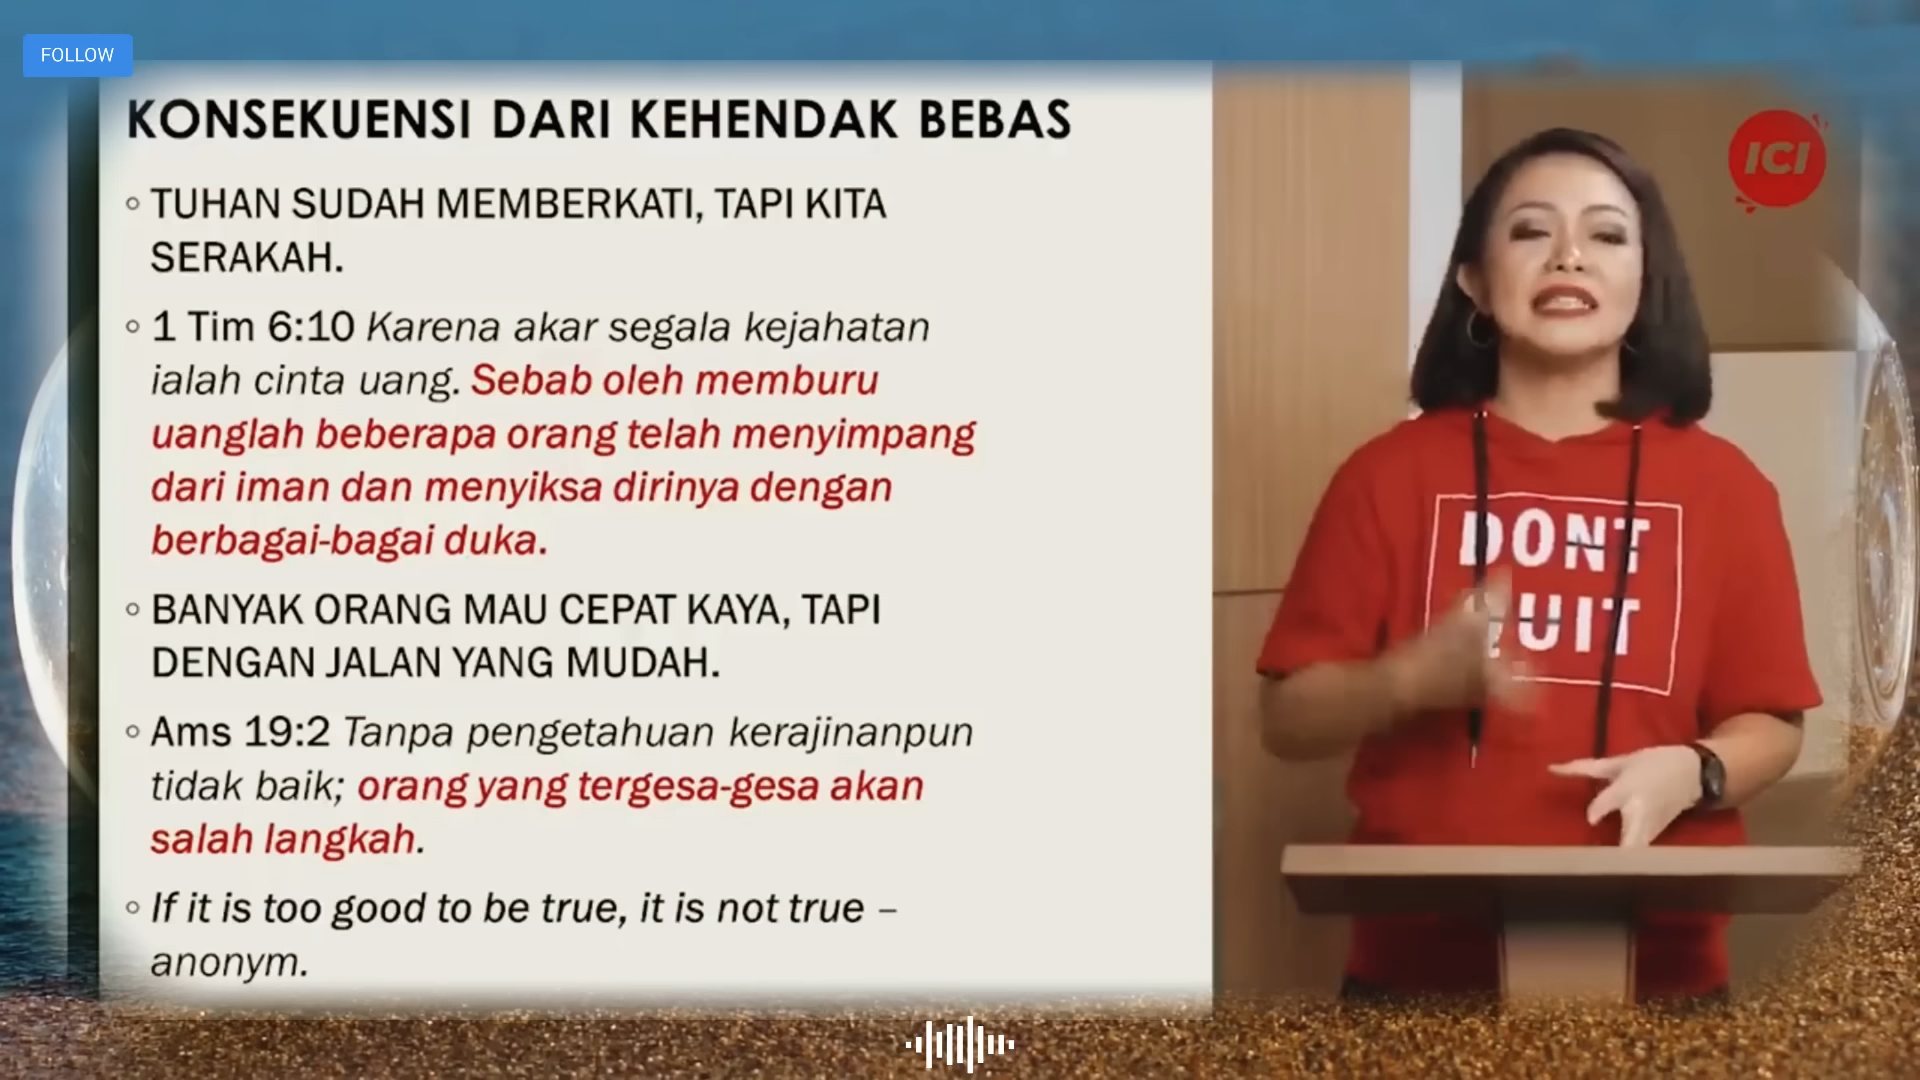 FOLLOW
KONSEKUENSI DARI KEHENDAK BEBAS
TUHAN SUDAH MEMBERKATI, TAPI KITA
SERAKAH.
1 Tim 6:10 Karena akar segala kejahatan
ialah cinta uang. Sebab oleh memburu
uanglah beberapa orang telah menyimpang
dari iman dan menyiksa dirinya dengan
berbagai-bagai duka.
BANYAK ORANG MAU CEPAT KAYA, TAPI
DENGAN JALAN YANG MUDAH.
Ams 19:2 Tanpa pengetahuan kerajinanpun
tidak baik; orang yang tergesa-gesa akan
salah langkah.
If it is too good to be true, it is not true –
anonym.
ICI
DONT
QUIT